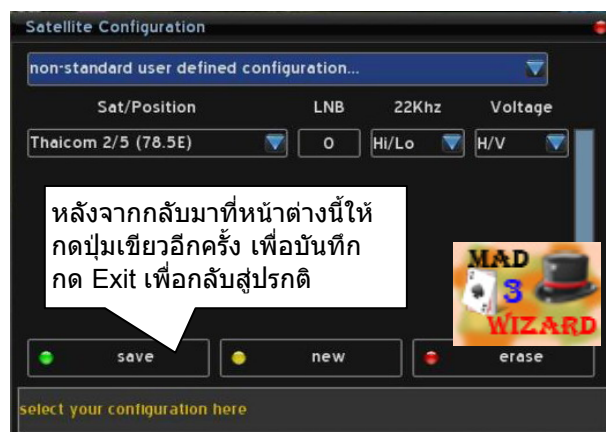 Satellite Configuration
non-standard user defined configuration...
Sat/Position LNB 22Khz Voltage
Thaicom 2/5 (78.5E) 0 Hi/Lo H/V
หลังจากกลับมาที่หน้าต่างนี้ให้
กดปุ่มเขียวอีกครั้ง เพื่อบันทึก
กด Exit เพื่อกลับสู่ปรกติ
MAD
3
WIZARD
save new erase
select your configuration here